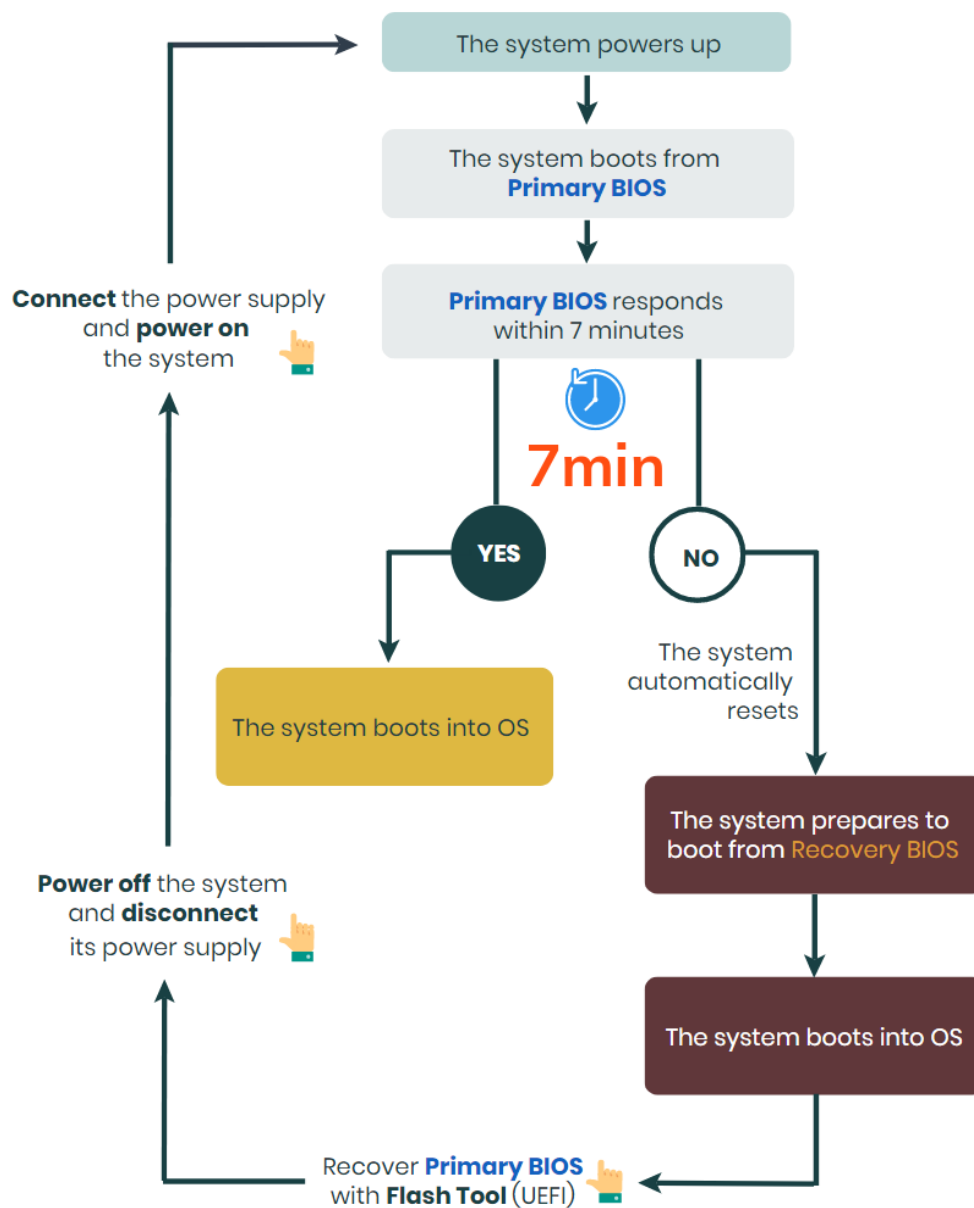 The system powers up
The system boots from
Primary BIOS
Primary BIOS responds
within 7 minutes
Connect the power supply
and power on
the system
7min
YES
NO
The system
automatically
resets
The system boots into OS
The system prepares to
boot from Recovery BIOS
Power off the system
and disconnect
its power supply
The system boots into OS
Recover Primary BIOS
with Flash Tool (UEFI)